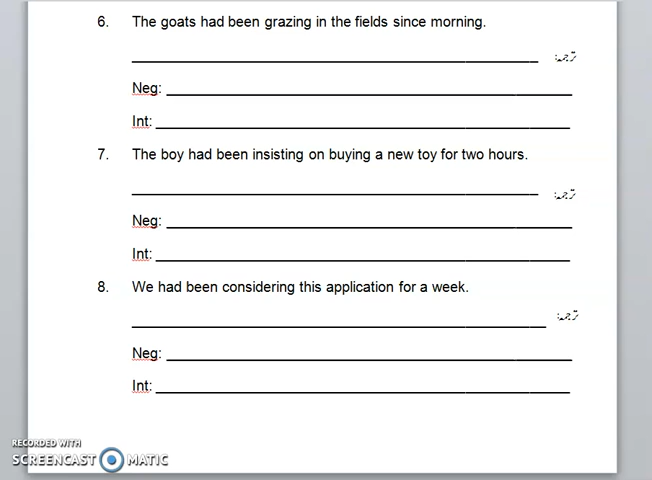 6. The goats had been grazing in the fields since morning.
ترجمہ:
Neg:
Int:
7. The boy had been insisting on buying a new toy for two hours.
ترجمہ:
Neg:
Int:
8. We had been considering this application for a week.
ترجمہ:
Neg:
Int:
RECORDED WITH
SCREENCAST MATIC